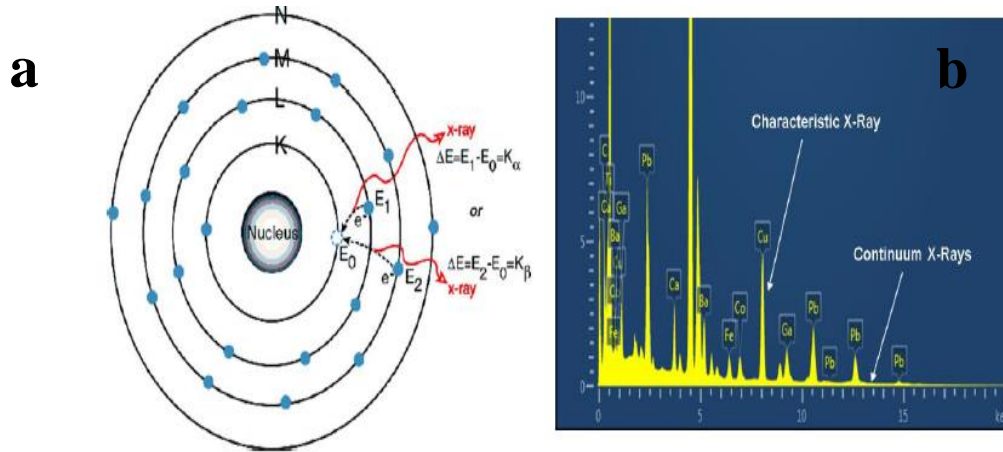 a
N
M
L
K
Nucleus
x-ray
ΔE=E₁-E₀=Kα
or
E₁
e⁻
E₀
ΔE=E₂-E₀=Kβ
e⁻
E₂
x-ray
b
10
5
0
0
5
10
15
Characteristic X-Ray
Continuum X-Rays
C
Ti
Ca
Ga
Ba
Fe
Pb
Ca
Ba
Fe
Co
Cu
Ga
Pb
Pb
Pb
Pb